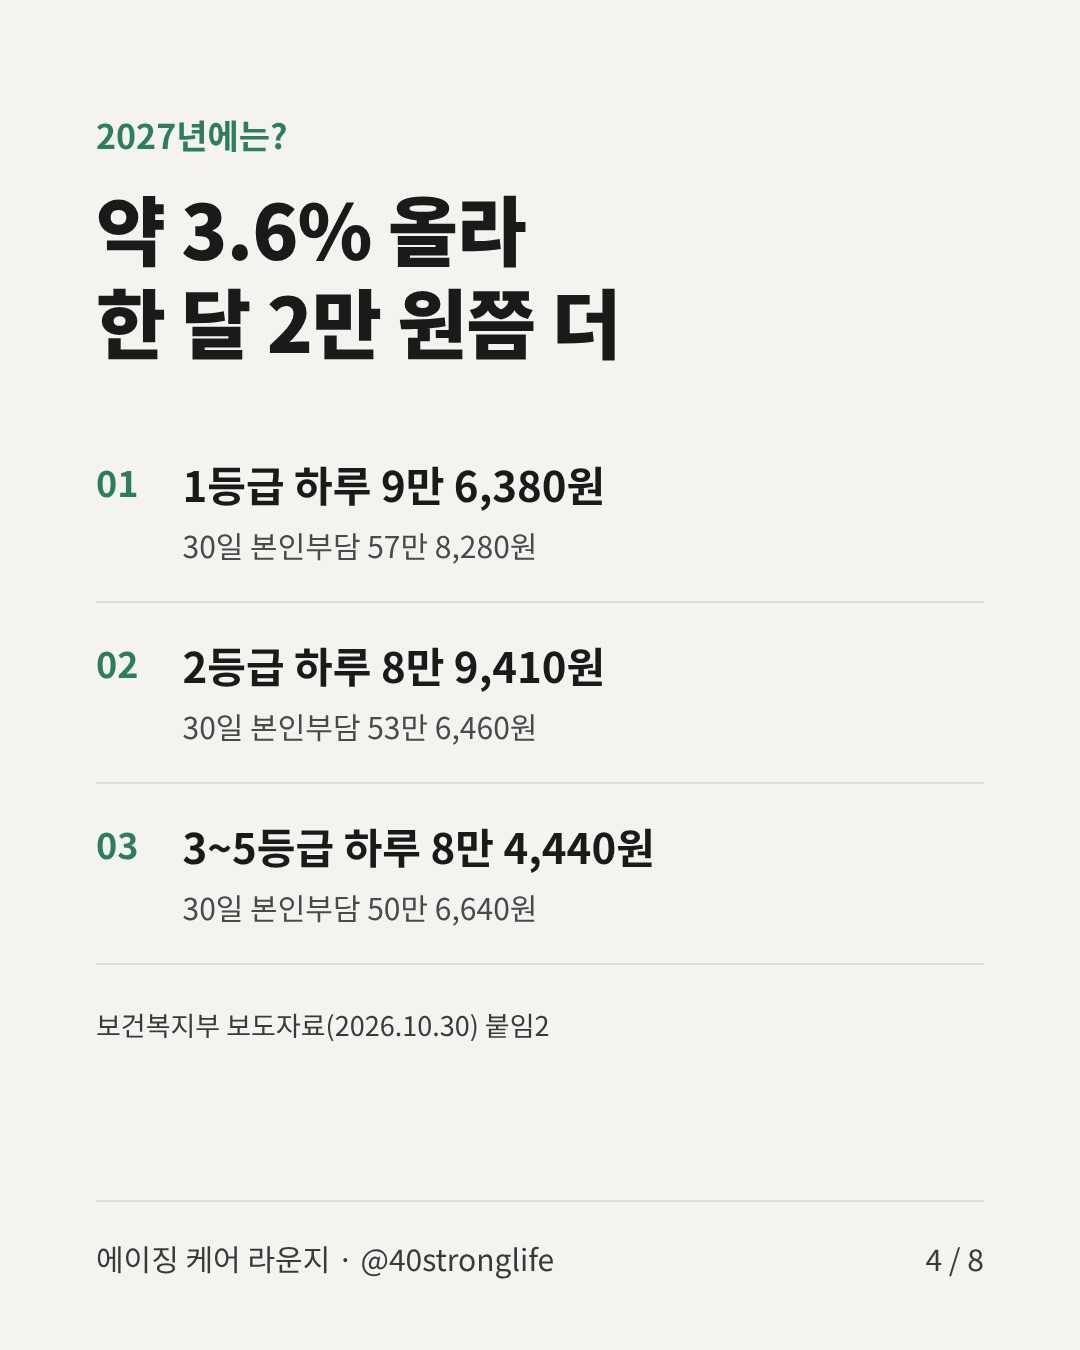 2027년에는?
약 3.6% 올라
한 달 2만 원쯤 더
01 1등급 하루 9만 6,380원
30일 본인부담 57만 8,280원
02 2등급 하루 8만 9,410원
30일 본인부담 53만 6,460원
03 3~5등급 하루 8만 4,440원
30일 본인부담 50만 6,640원
보건복지부 보도자료(2026.10.30) 붙임2
에이징 케어 라운지 · @40stronglife 4 / 8